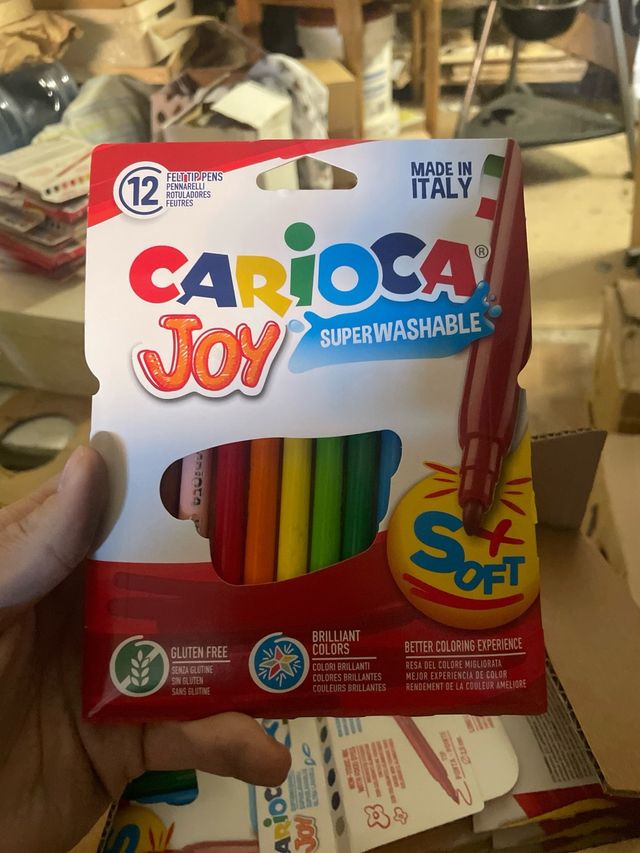 12
FELT TIP PENS
PENNARELLI
ROTULADORES
FEUTRES
MADE IN
ITALY
CARIOCA®
JOY
SUPERWASHABLE
SOFT
GLUTEN FREE
SENZA GLUTINE
SIN GLUTEN
SANS GLUTINE
BRILLIANT
COLORS
COLORI BRILLANTI
COLORES BRILLANTES
COULEURS BRILLANTES
BETTER COLORING EXPERIENCE
RESA DEL COLORE MIGLIORATA
MEJOR EXPERIENCIA DE COLOR
RENDEMENT DE LA COULEUR AMELIORE
JOY